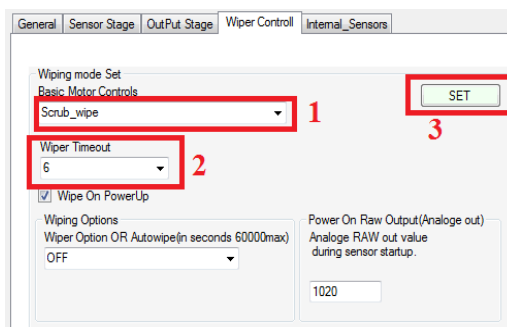 General Sensor Stage OutPut Stage Wiper Controll Internal_Sensors
Wiping mode Set
Basic Motor Controls
Scrub_wipe
1
SET
3
Wiper Timeout
6
2
Wipe On PowerUp
Wiping Options
Wiper Option OR Autowipe(in seconds 60000max)
OFF
Power On Raw Output(Analoge out)
Analoge RAW out value
during sensor startup.
1020